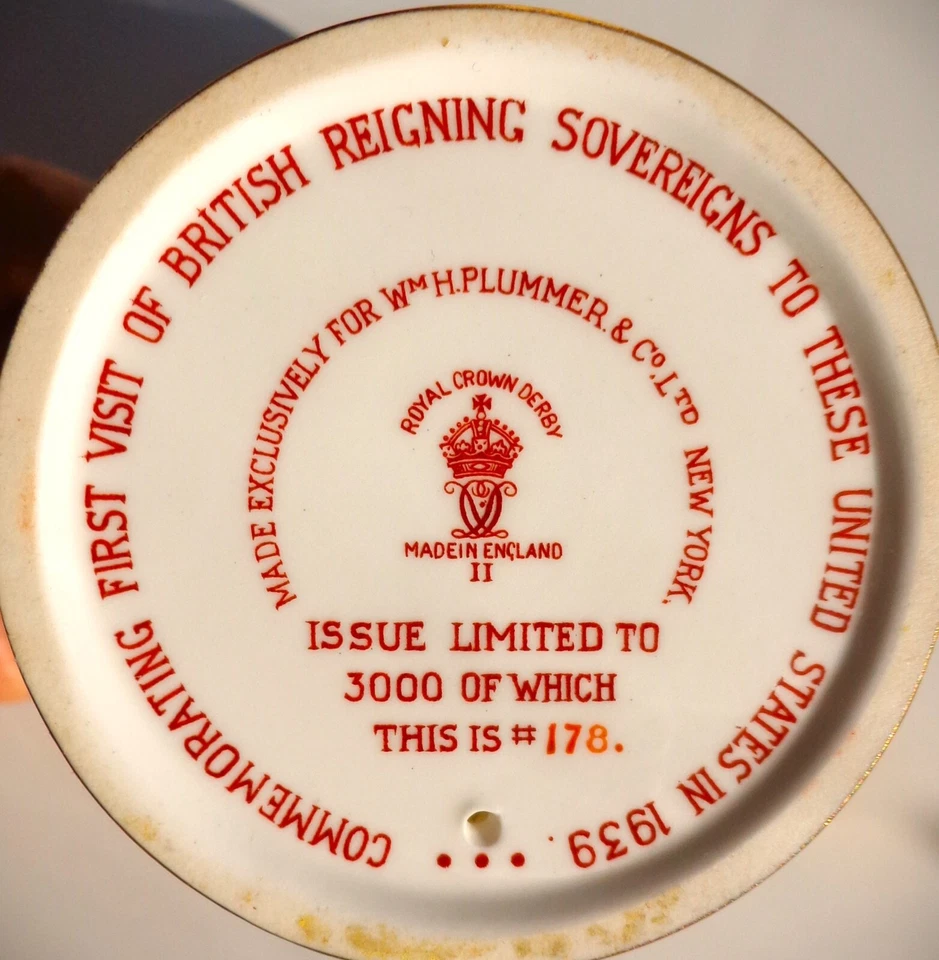 COMMEMORATING FIRST VISIT OF BRITISH REIGNING SOVEREIGNS TO THESE UNITED STATES IN 1939
MADE EXCLUSIVELY FOR WM H. PLUMMER. & CO. LTD NEW YORK.
ROYAL CROWN DERBY
MADE IN ENGLAND
II
ISSUE LIMITED TO
3000 OF WHICH
THIS IS # 178.